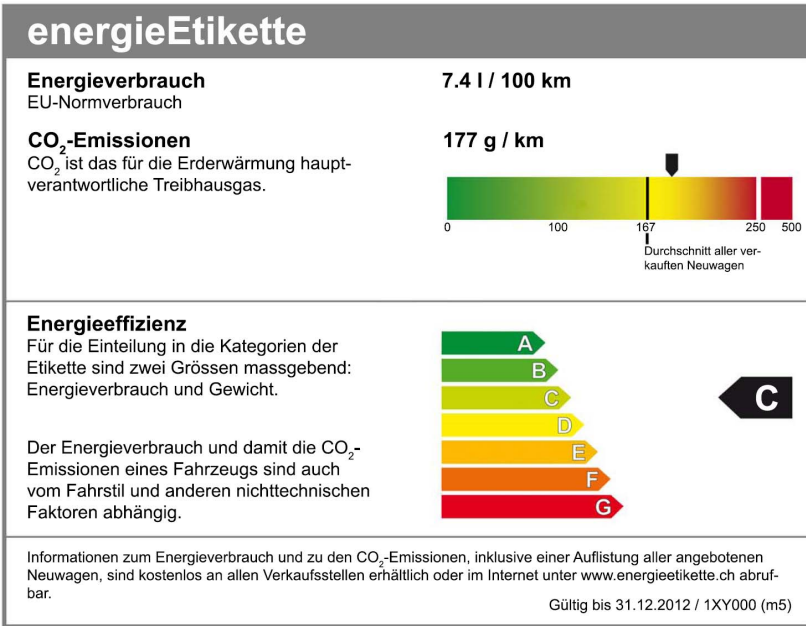 energieEtikette
Energieverbrauch
7.4 l / 100 km
EU-Normverbrauch
CO₂-Emissionen
177 g / km
CO₂ ist das für die Erderwärmung haupt-
verantwortliche Treibhausgas.
0 100 167 250 500
Durchschnitt aller ver-
kauften Neuwagen
Energieeffizienz
Für die Einteilung in die Kategorien der
Etikette sind zwei Grössen massgebend:
Energieverbrauch und Gewicht.
Der Energieverbrauch und damit die CO₂-
Emissionen eines Fahrzeugs sind auch
vom Fahrstil und anderen nichttechnischen
Faktoren abhängig.
A
B
C
D
E
F
G
C
Informationen zum Energieverbrauch und zu den CO₂-Emissionen, inklusive einer Auflistung aller angebotenen
Neuwagen, sind kostenlos an allen Verkaufsstellen erhältlich oder im Internet unter www.energieetikette.ch abruf-
bar.
Gültig bis 31.12.2012 / 1XY000 (m5)